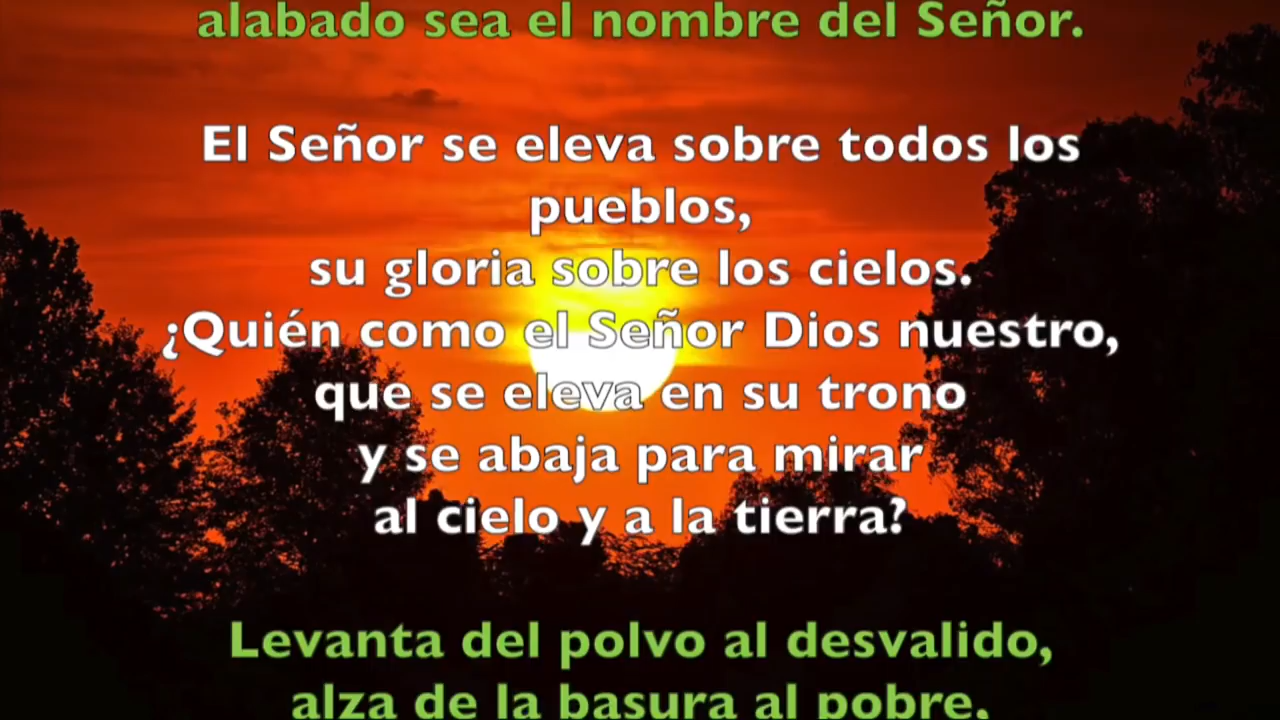 alabado sea el nombre del Señor.
El Señor se eleva sobre todos los
pueblos,
su gloria sobre los cielos.
¿Quién como el Señor Dios nuestro,
que se eleva en su trono
y se abaja para mirar
al cielo y a la tierra?
Levanta del polvo al desvalido,
alza de la basura al pobre,